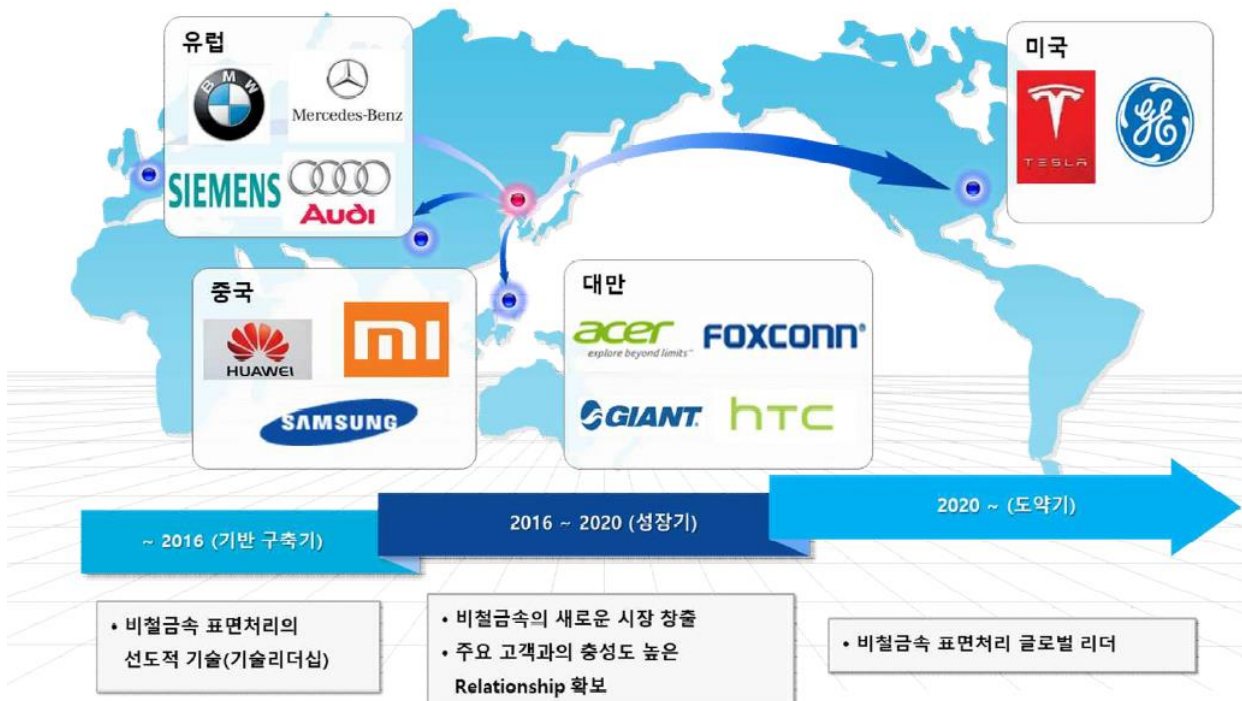 유럽
BMW
Mercedes-Benz
SIEMENS
Audi
미국
TESLA
GE
중국
HUAWEI
mi
SAMSUNG
대만
acer
explore beyond limits™
FOXCONN®
GIANT.
hTC
~ 2016 (기반 구축기)
2016 ~ 2020 (성장기)
2020 ~ (도약기)
• 비철금속 표면처리의
선도적 기술(기술리더십)
• 비철금속의 새로운 시장 창출
• 주요 고객과의 충성도 높은
Relationship 확보
• 비철금속 표면처리 글로벌 리더